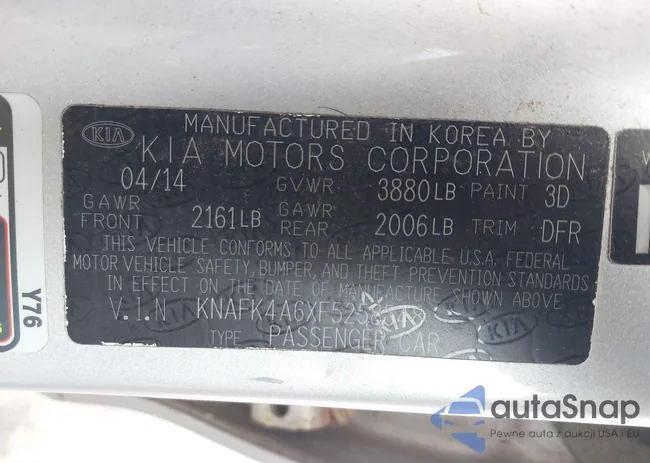 KIA
MANUFACTURED IN KOREA BY
KIA MOTORS CORPORATION
04/14 GVWR 3880LB PAINT 3D
GAWR FRONT 2161LB GAWR REAR 2006LB TRIM DFR
THIS VEHICLE CONFORMS TO ALL APPLICABLE U.S.A. FEDERAL
MOTOR VEHICLE SAFETY, BUMPER AND THEFT PREVENTION STANDARDS
IN EFFECT ON THE DATE OF MANUFACTURE SHOWN ABOVE
V.I.N
TYPE PASSENGER CAR
Y76
autoSnap
Pewne auta z aukcji USA i EU